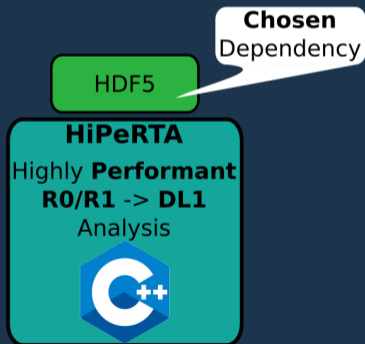 Chosen
Dependency
HDF5
HiPeRTA
Highly Performant
R0/R1 -> DL1
Analysis
C++